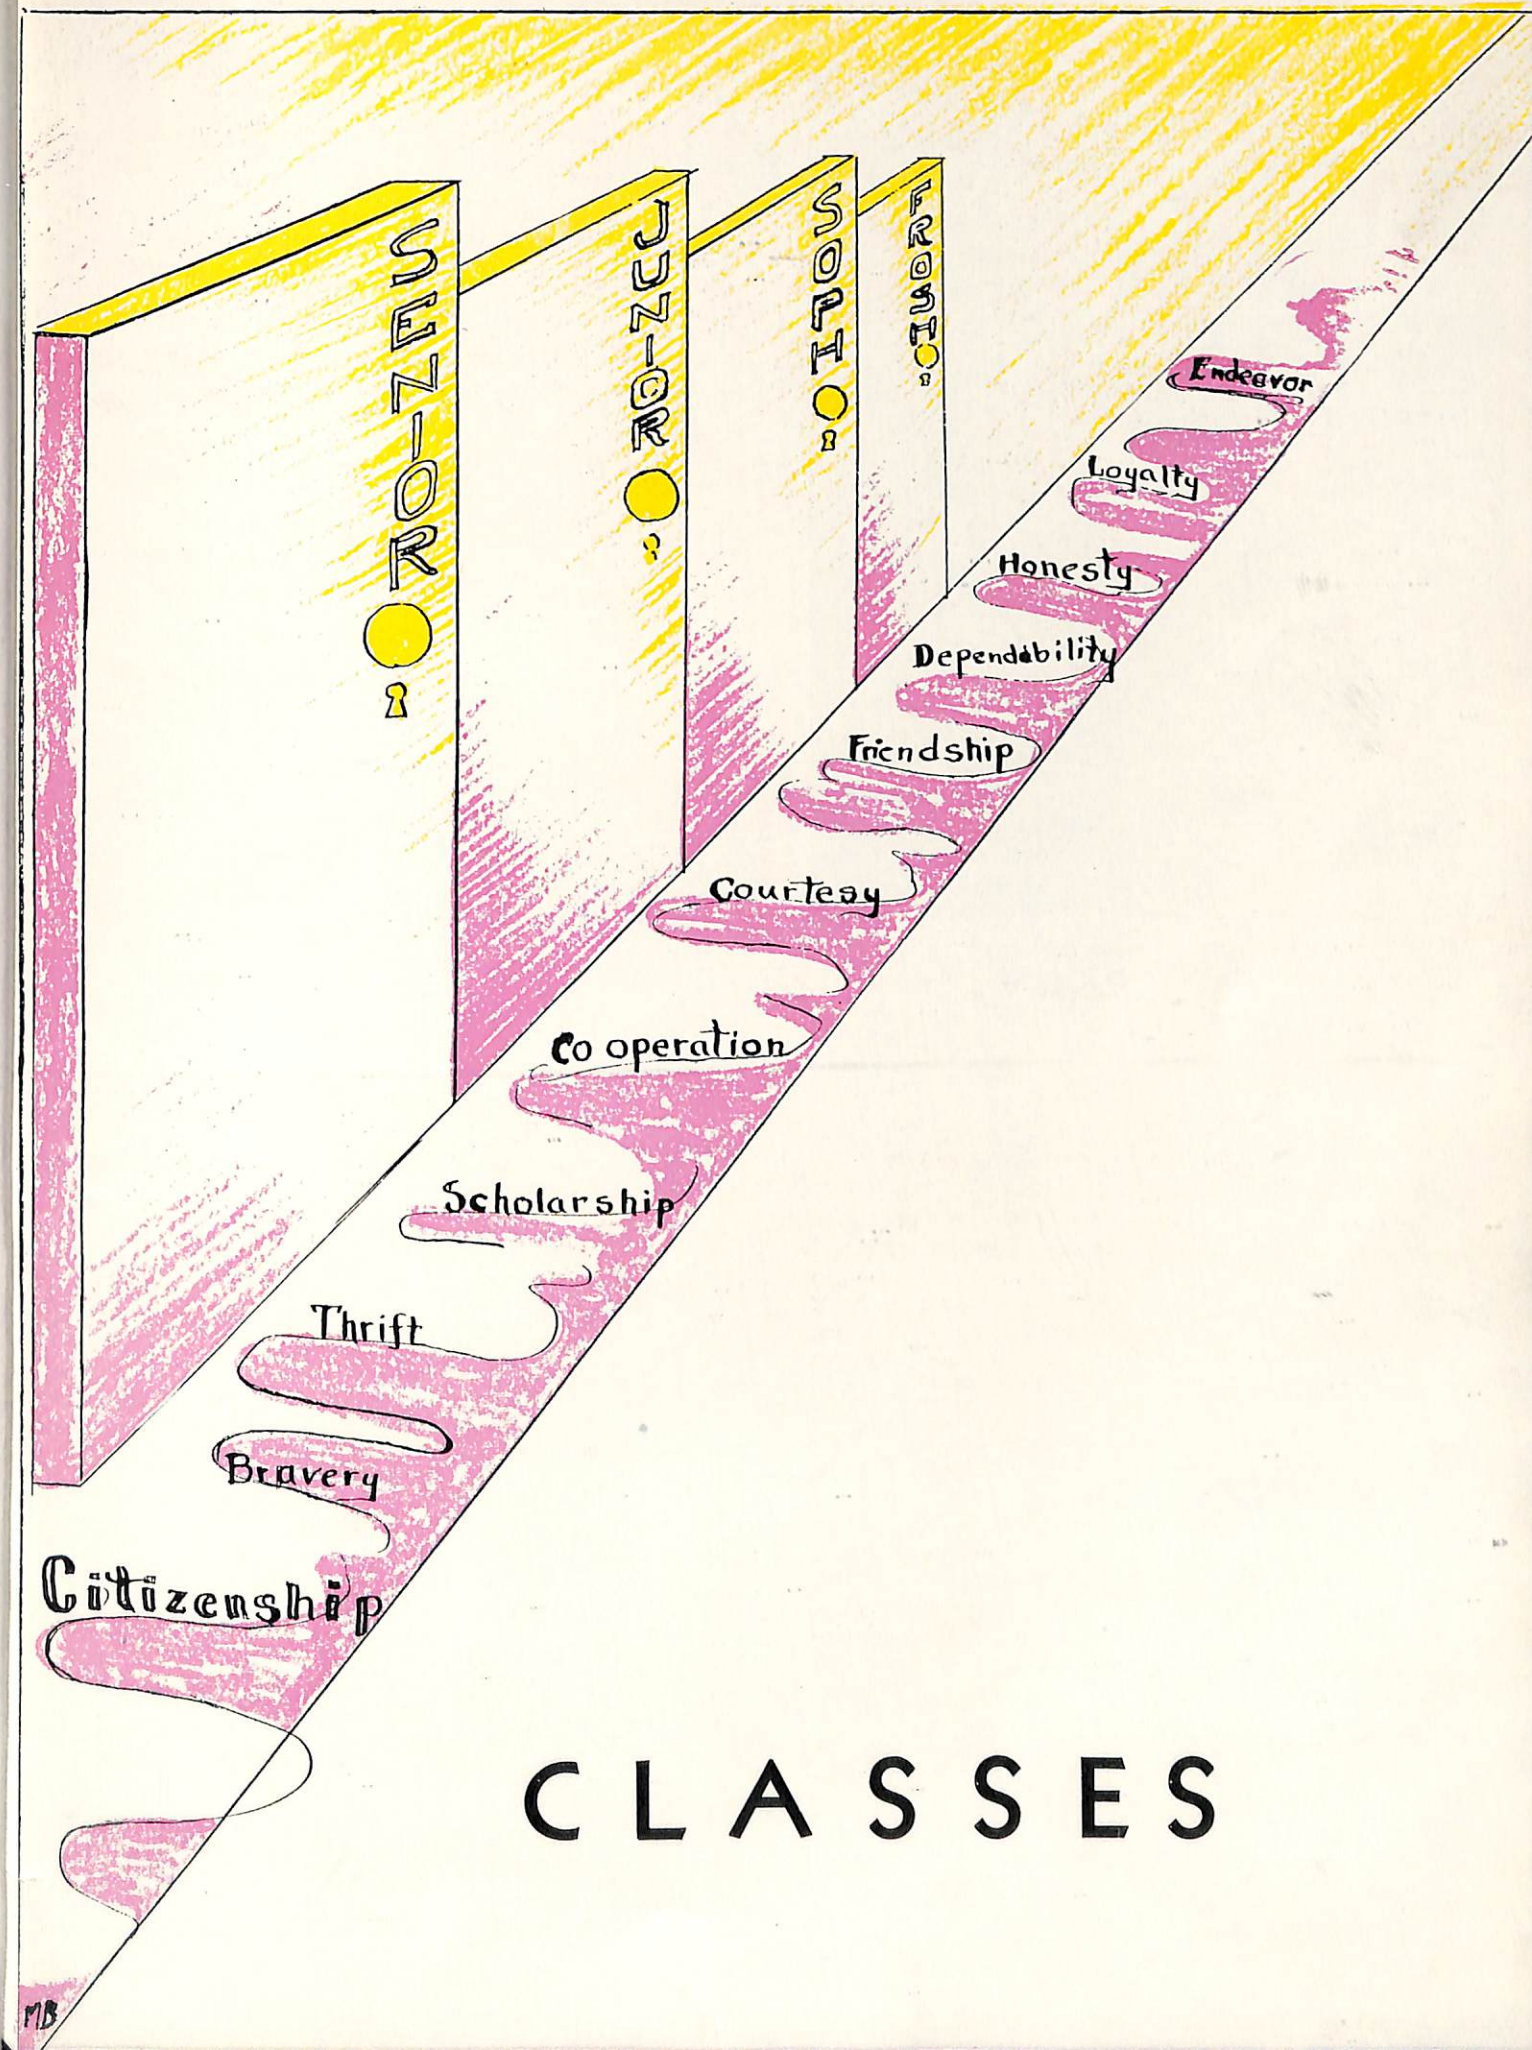 SENIOR
JUNIOR
SOPH
FROSH
Endeavor
Loyalty
Honesty
Dependability
Friendship
Courtesy
Co operation
Scholarship
Thrift
Bravery
Citizenship
CLASSES
MB